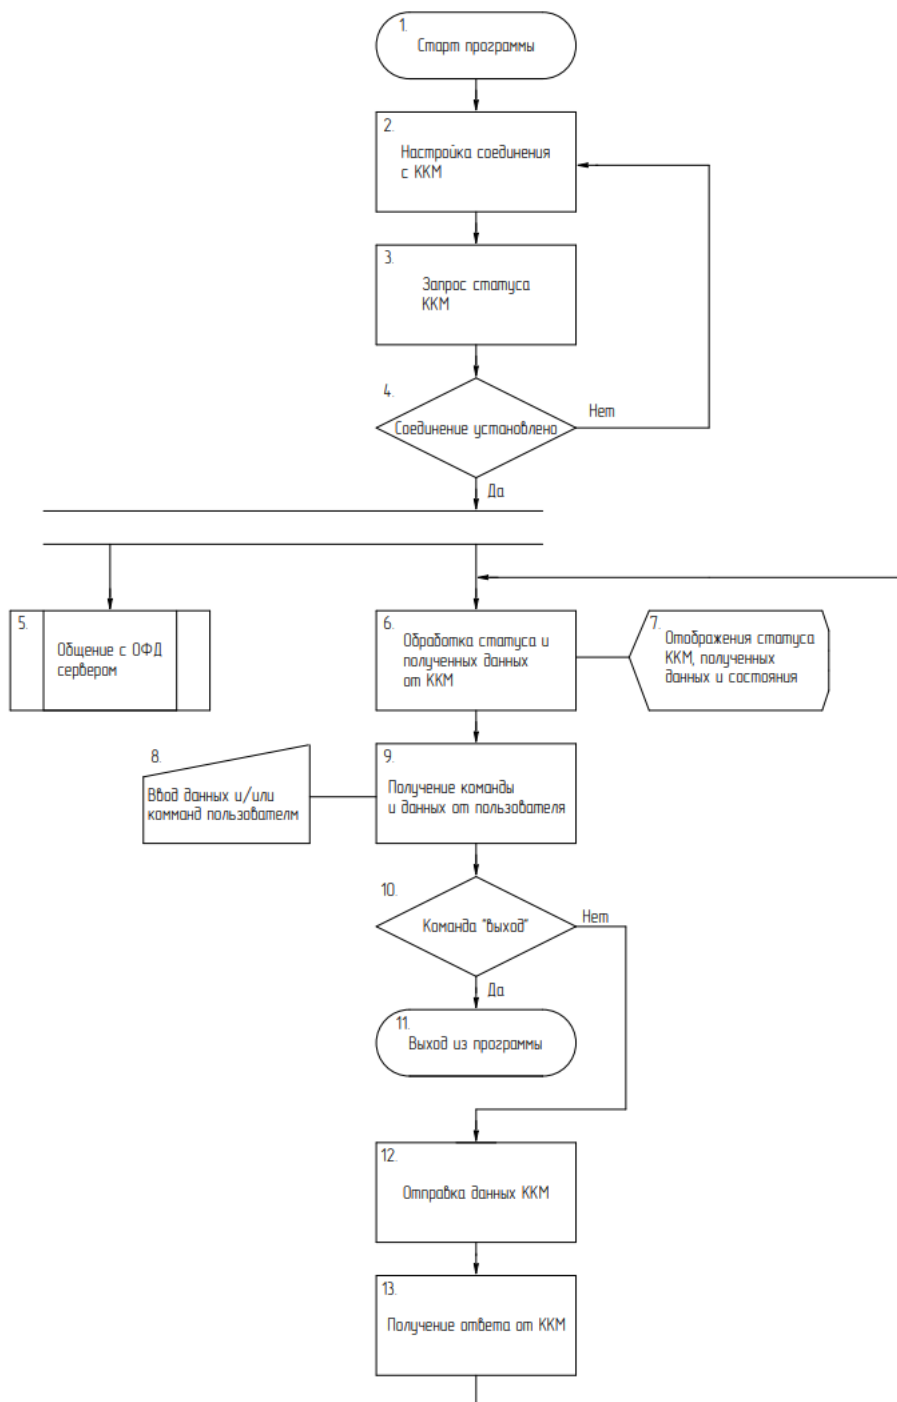 1.
Старт программы
2.
Настройка соединения
с ККМ
3.
Запрос статуса
ККМ
4.
Соединение установлено
Нет
Да
5.
Общение с ОФД
сервером
6.
Обработка статуса и
полученных данных
от ККМ
7.
Отображения статуса
ККМ, полученных
данных и состояния
8.
Ввод данных и/или
комманд пользователм
9.
Получение команды
и данных от пользователя
10.
Команда "выход"
Нет
Да
11.
Выход из программы
12.
Отправка данных ККМ
13.
Получение ответа от ККМ